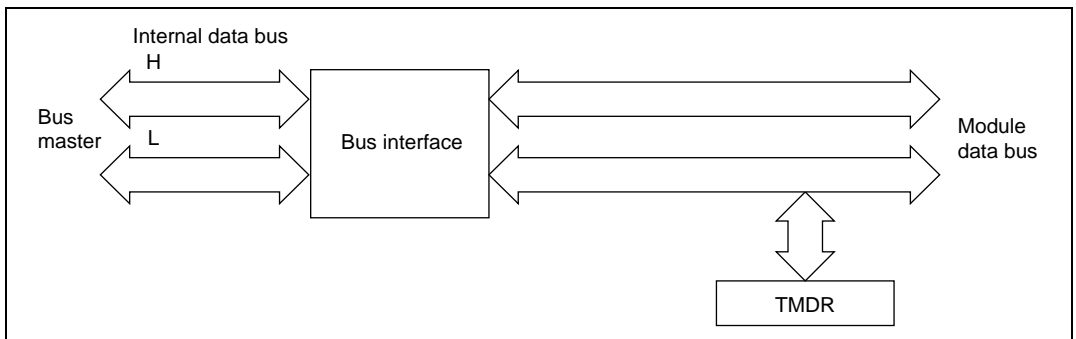 Internal data bus
H
Bus
master
L
Bus interface
Module
data bus
TMDR